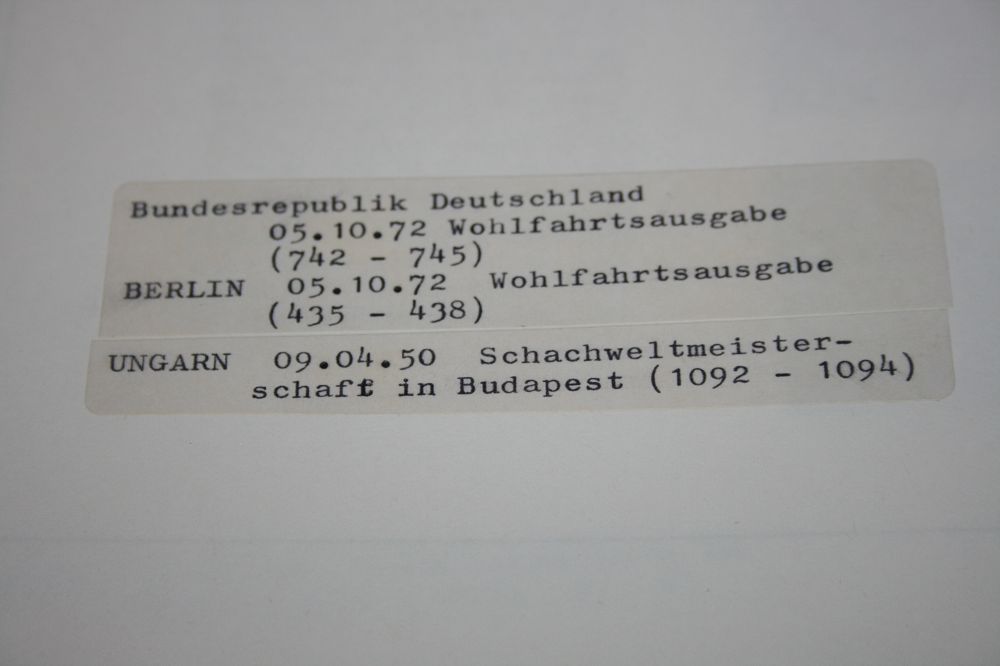 Bundesrepublik Deutschland
05.10.72 Wohlfahrtsausgabe
(742 - 745)
BERLIN 05.10.72 Wohlfahrtsausgabe
(435 - 438)
UNGARN 09.04.50 Schachweltmeister-
schaft in Budapest (1092 - 1094)